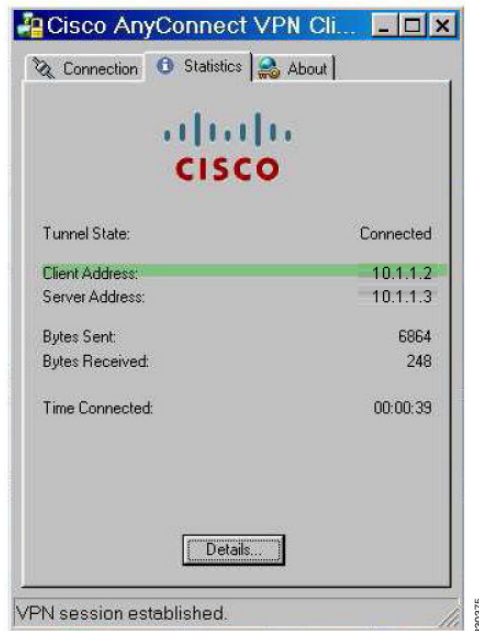 Cisco AnyConnect VPN Cli...
Connection Statistics About
CISCO
Tunnel State: Connected
Client Address: 10.1.1.2
Server Address: 10.1.1.3
Bytes Sent: 6864
Bytes Received: 248
Time Connected: 00:00:39
Details...
VPN session established.